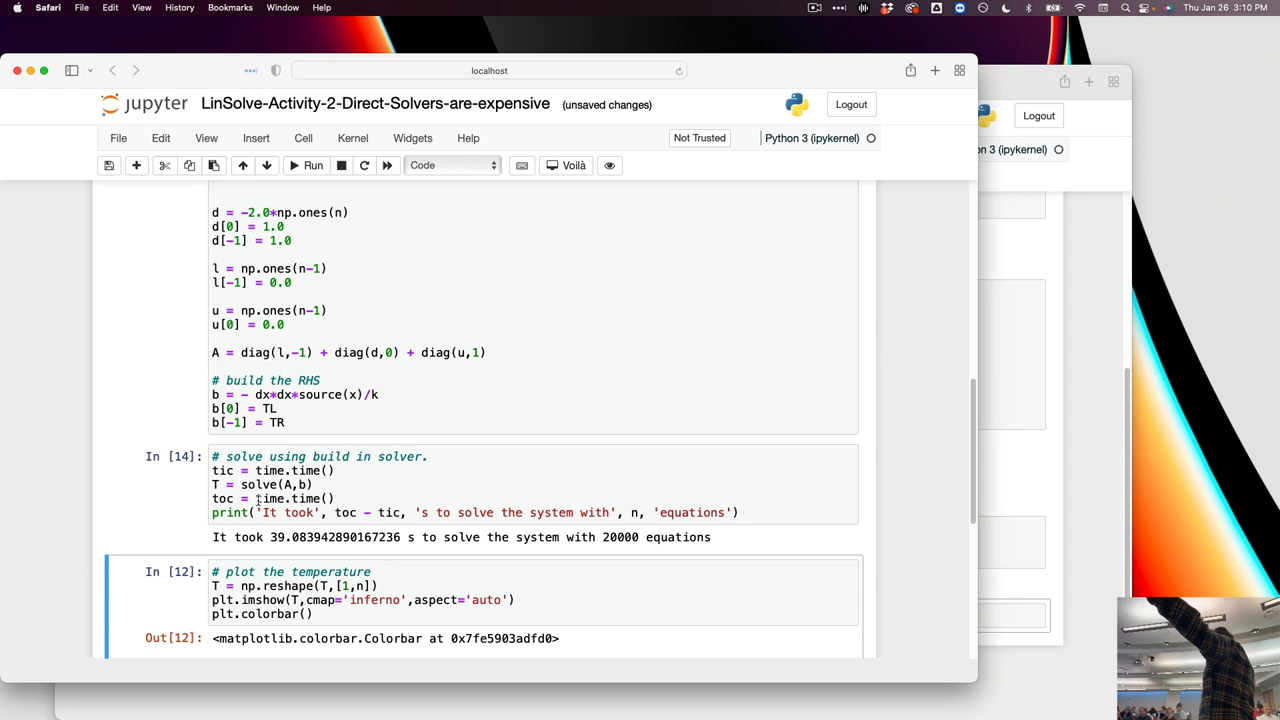 Safari File Edit View History Bookmarks Window Help Thu Jan 26 3:10 PM
localhost
jupyter LinSolve-Activity-2-Direct-Solvers-are-expensive (unsaved changes) Logout
Logout
File Edit View Insert Cell Kernel Widgets Help Not Trusted Python 3 (ipykernel)
on 3 (ipykernel)
Run Code Voilà
d = -2.0*np.ones(n)
d[0] = 1.0
d[-1] = 1.0
l = np.ones(n-1)
l[-1] = 0.0
u = np.ones(n-1)
u[0] = 0.0
A = diag(l,-1) + diag(d,0) + diag(u,1)
# build the RHS
b = - dx*dx*source(x)/k
b[0] = TL
b[-1] = TR
In [14]: # solve using build in solver.
tic = time.time()
T = solve(A,b)
toc = time.time()
print('It took', toc - tic, 's to solve the system with', n, 'equations')
It took 39.083942890167236 s to solve the system with 20000 equations
In [12]: # plot the temperature
T = np.reshape(T,[1,n])
plt.imshow(T,cmap='inferno',aspect='auto')
plt.colorbar()
Out[12]: <matplotlib.colorbar.Colorbar at 0x7fe5903adfd0>